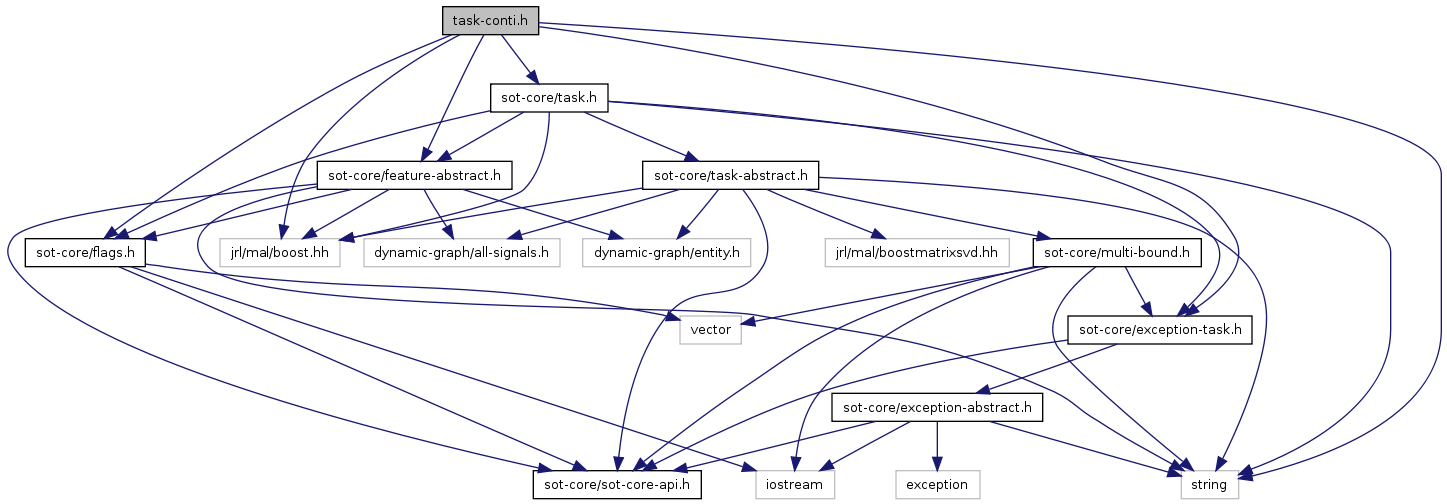 task-conti.h
sot-core/task.h
sot-core/feature-abstract.h
sot-core/task-abstract.h
sot-core/flags.h
jrl/mal/boost.hh
dynamic-graph/all-signals.h
dynamic-graph/entity.h
jrl/mal/boostmatrixsvd.hh
sot-core/multi-bound.h
vector
sot-core/exception-task.h
sot-core/exception-abstract.h
sot-core/sot-core-api.h
iostream
exception
string